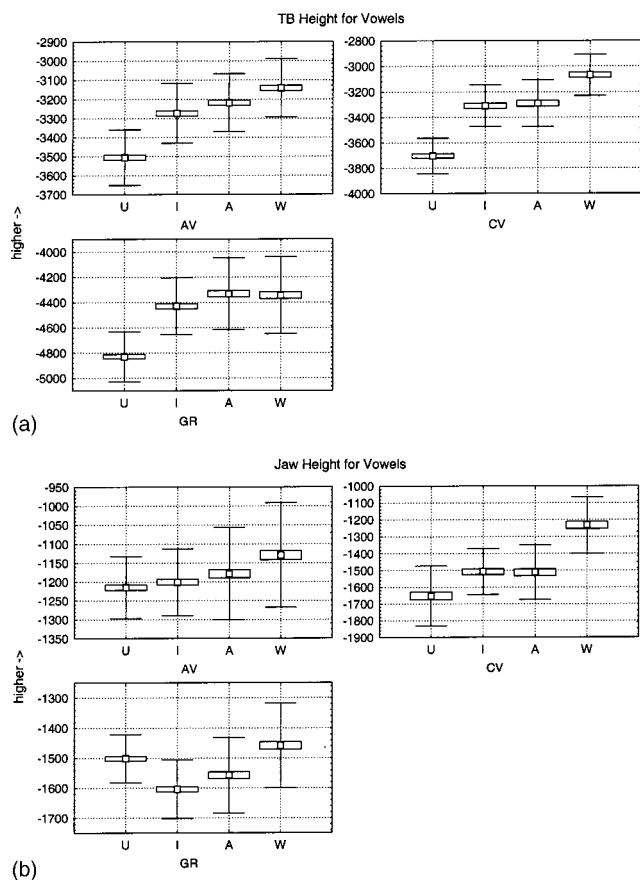 TB Height for Vowels
-2900
-3000
-3100
-3200
-3300
-3400
-3500
-3600
-3700
U I A W
AV
-2800
-3000
-3200
-3400
-3600
-3800
-4000
U I A W
CV
higher ->
-4000
-4200
-4400
-4600
-4800
-5000
U I A W
GR
(a)
Jaw Height for Vowels
-950
-1000
-1050
-1100
-1150
-1200
-1250
-1300
-1350
U I A W
AV
-1000
-1100
-1200
-1300
-1400
-1500
-1600
-1700
-1800
-1900
U I A W
CV
higher ->
-1300
-1400
-1500
-1600
-1700
U I A W
GR
(b)